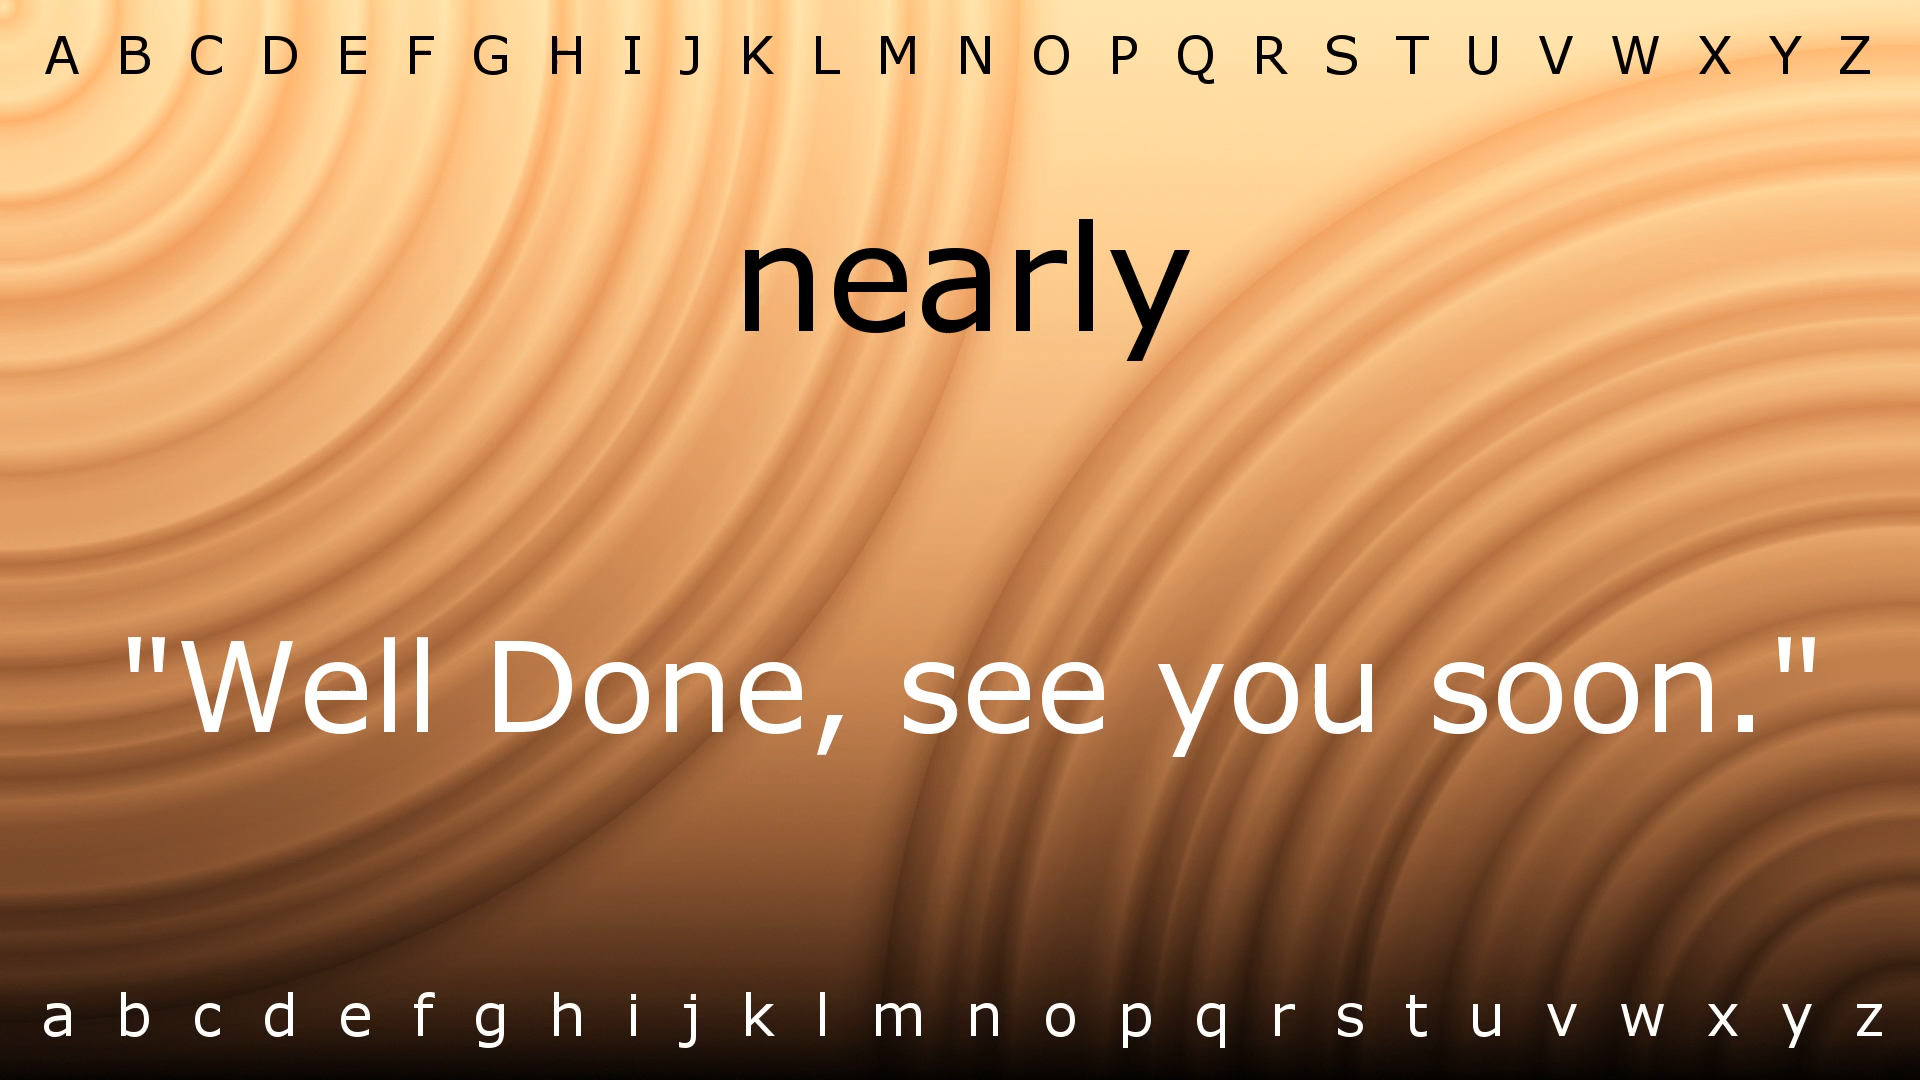 A B C D E F G H I J K L M N O P Q R S T U V W X Y Z
nearly
"Well Done, see you soon."
a b c d e f g h i j k l m n o p q r s t u v w x y z